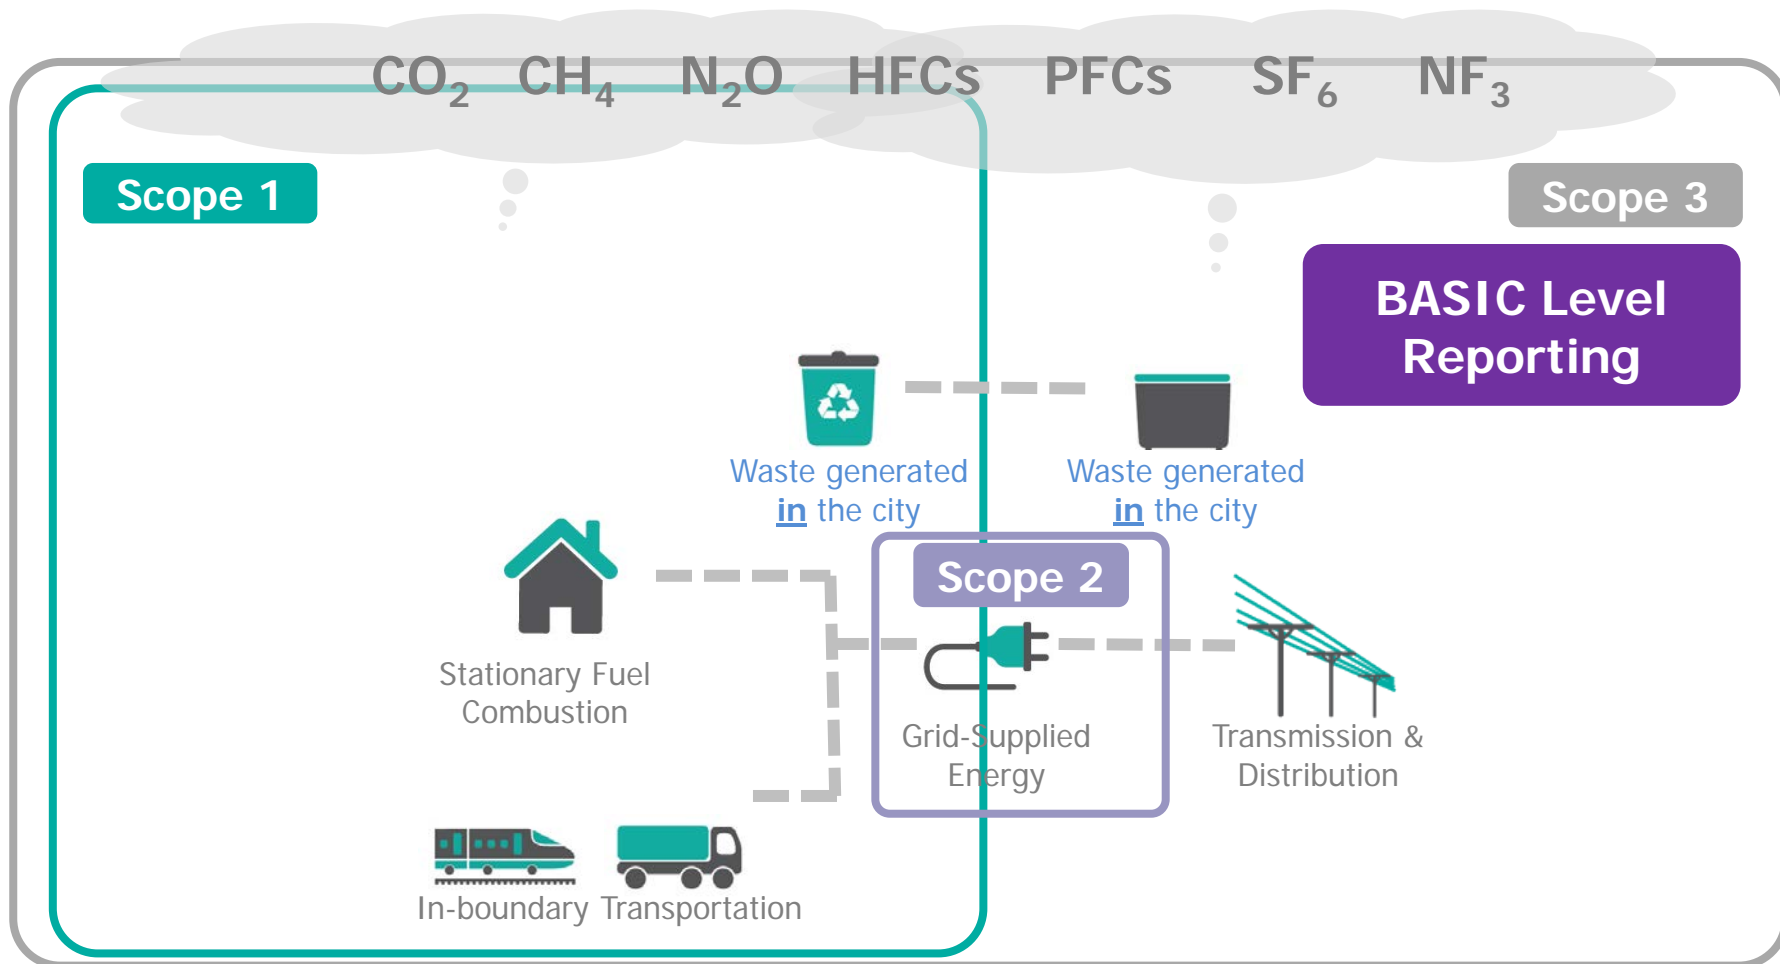 CO₂ CH₄ N₂O HFCs PFCs SF₆ NF₃
Scope 1
Scope 3
BASIC Level
Reporting
Waste generated
in the city
Waste generated
in the city
Scope 2
Stationary Fuel
Combustion
Grid-Supplied
Energy
Transmission &
Distribution
In-boundary Transportation